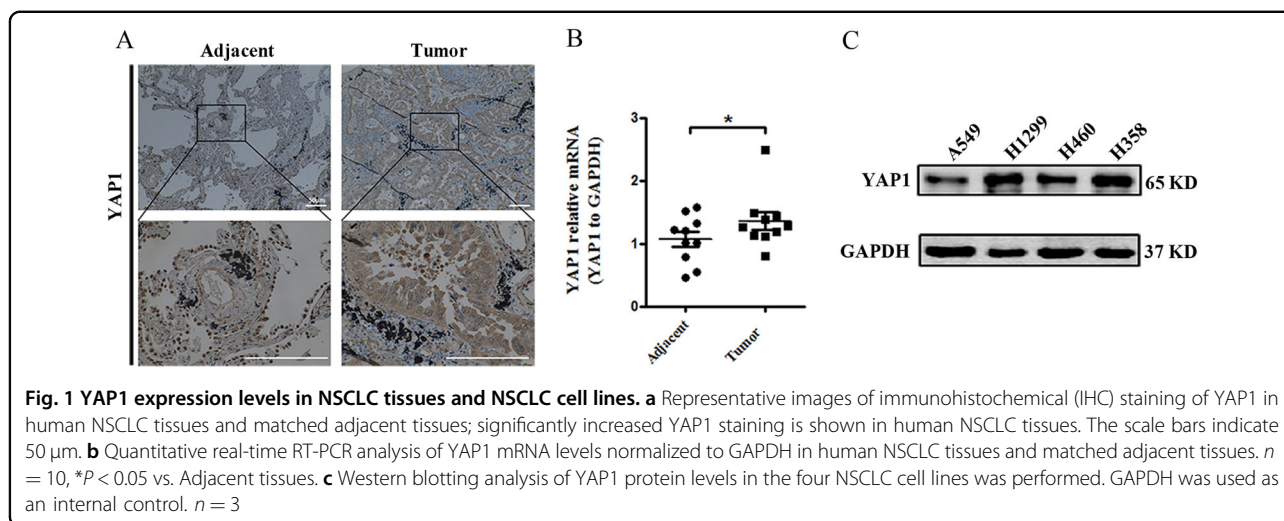 A
Adjacent
Tumor
YAP1
50μm
B
YAP1 relative mRNA
(YAP1 to GAPDH)
3
2
1
0
*
Adjacent
Tumor
C
A549
H1299
H460
H358
YAP1
65 KD
GAPDH
37 KD
Fig. 1 YAP1 expression levels in NSCLC tissues and NSCLC cell lines. a Representative images of immunohistochemical (IHC) staining of YAP1 in
human NSCLC tissues and matched adjacent tissues; significantly increased YAP1 staining is shown in human NSCLC tissues. The scale bars indicate
50 μm. b Quantitative real-time RT-PCR analysis of YAP1 mRNA levels normalized to GAPDH in human NSCLC tissues and matched adjacent tissues. n
= 10, *P < 0.05 vs. Adjacent tissues. c Western blotting analysis of YAP1 protein levels in the four NSCLC cell lines was performed. GAPDH was used as
an internal control. n = 3